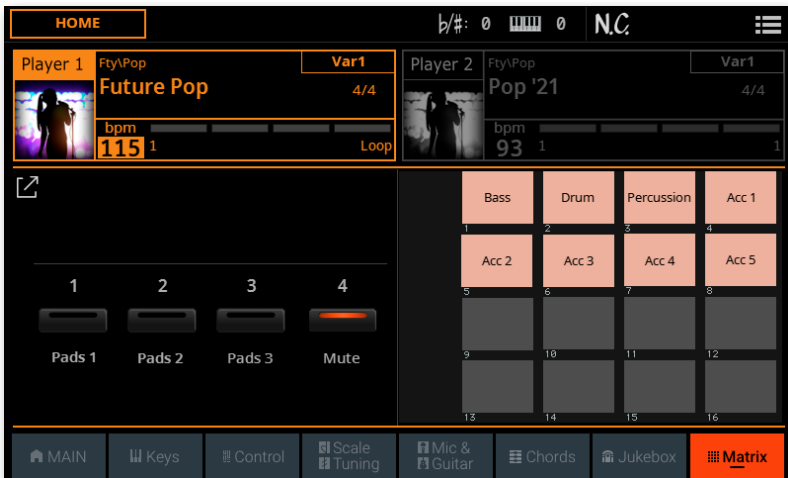 HOME
♭/#: 0
0
N.C.
Player 1
Fty\Pop
Var1
Future Pop
4/4
bpm
115
1
Loop
Player 2
Fty\Pop
Var1
Pop '21
4/4
bpm
93
1
1
Bass
Drum
Percussion
Acc 1
1
2
3
4
Acc 2
Acc 3
Acc 4
Acc 5
5
6
7
8
9
10
11
12
13
14
15
16
1
2
3
4
Pads 1
Pads 2
Pads 3
Mute
MAIN
Keys
Control
Scale
Tuning
Mic &
Guitar
Chords
Jukebox
Matrix